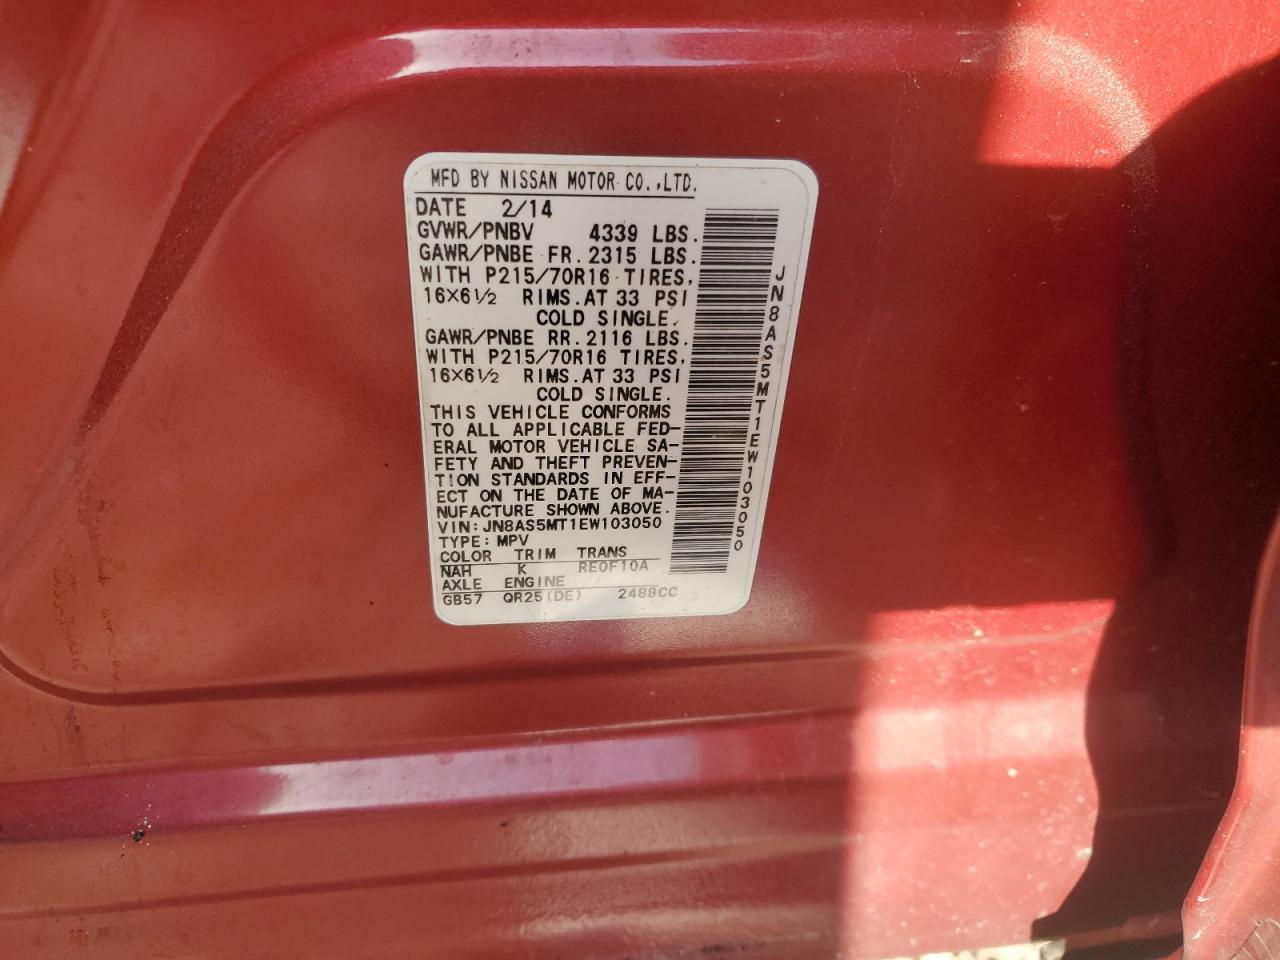 MFD BY NISSAN MOTOR CO.,LTD.
DATE 2/14
GVWR/PNBV 4339 LBS.
GAWR/PNBE FR. 2315 LBS.
WITH P215/70R16 TIRES,
16X6½ RIMS.AT 33 PSI
COLD SINGLE.
GAWR/PNBE RR. 2116 LBS.
WITH P215/70R16 TIRES,
16X6½ RIMS.AT 33 PSI
COLD SINGLE.
THIS VEHICLE CONFORMS
TO ALL APPLICABLE FED-
ERAL MOTOR VEHICLE SA-
FETY AND THEFT PREVEN-
TION STANDARDS IN EFF-
ECT ON THE DATE OF MA-
NUFACTURE SHOWN ABOVE.
VIN:JN8AS5MT1EW103050
TYPE:MPV
COLOR TRIM TRANS
NAH K RE0F10A
AXLE ENGINE
GB57 QR25(DE) 2488CC
JN8AS5MT1EW103050